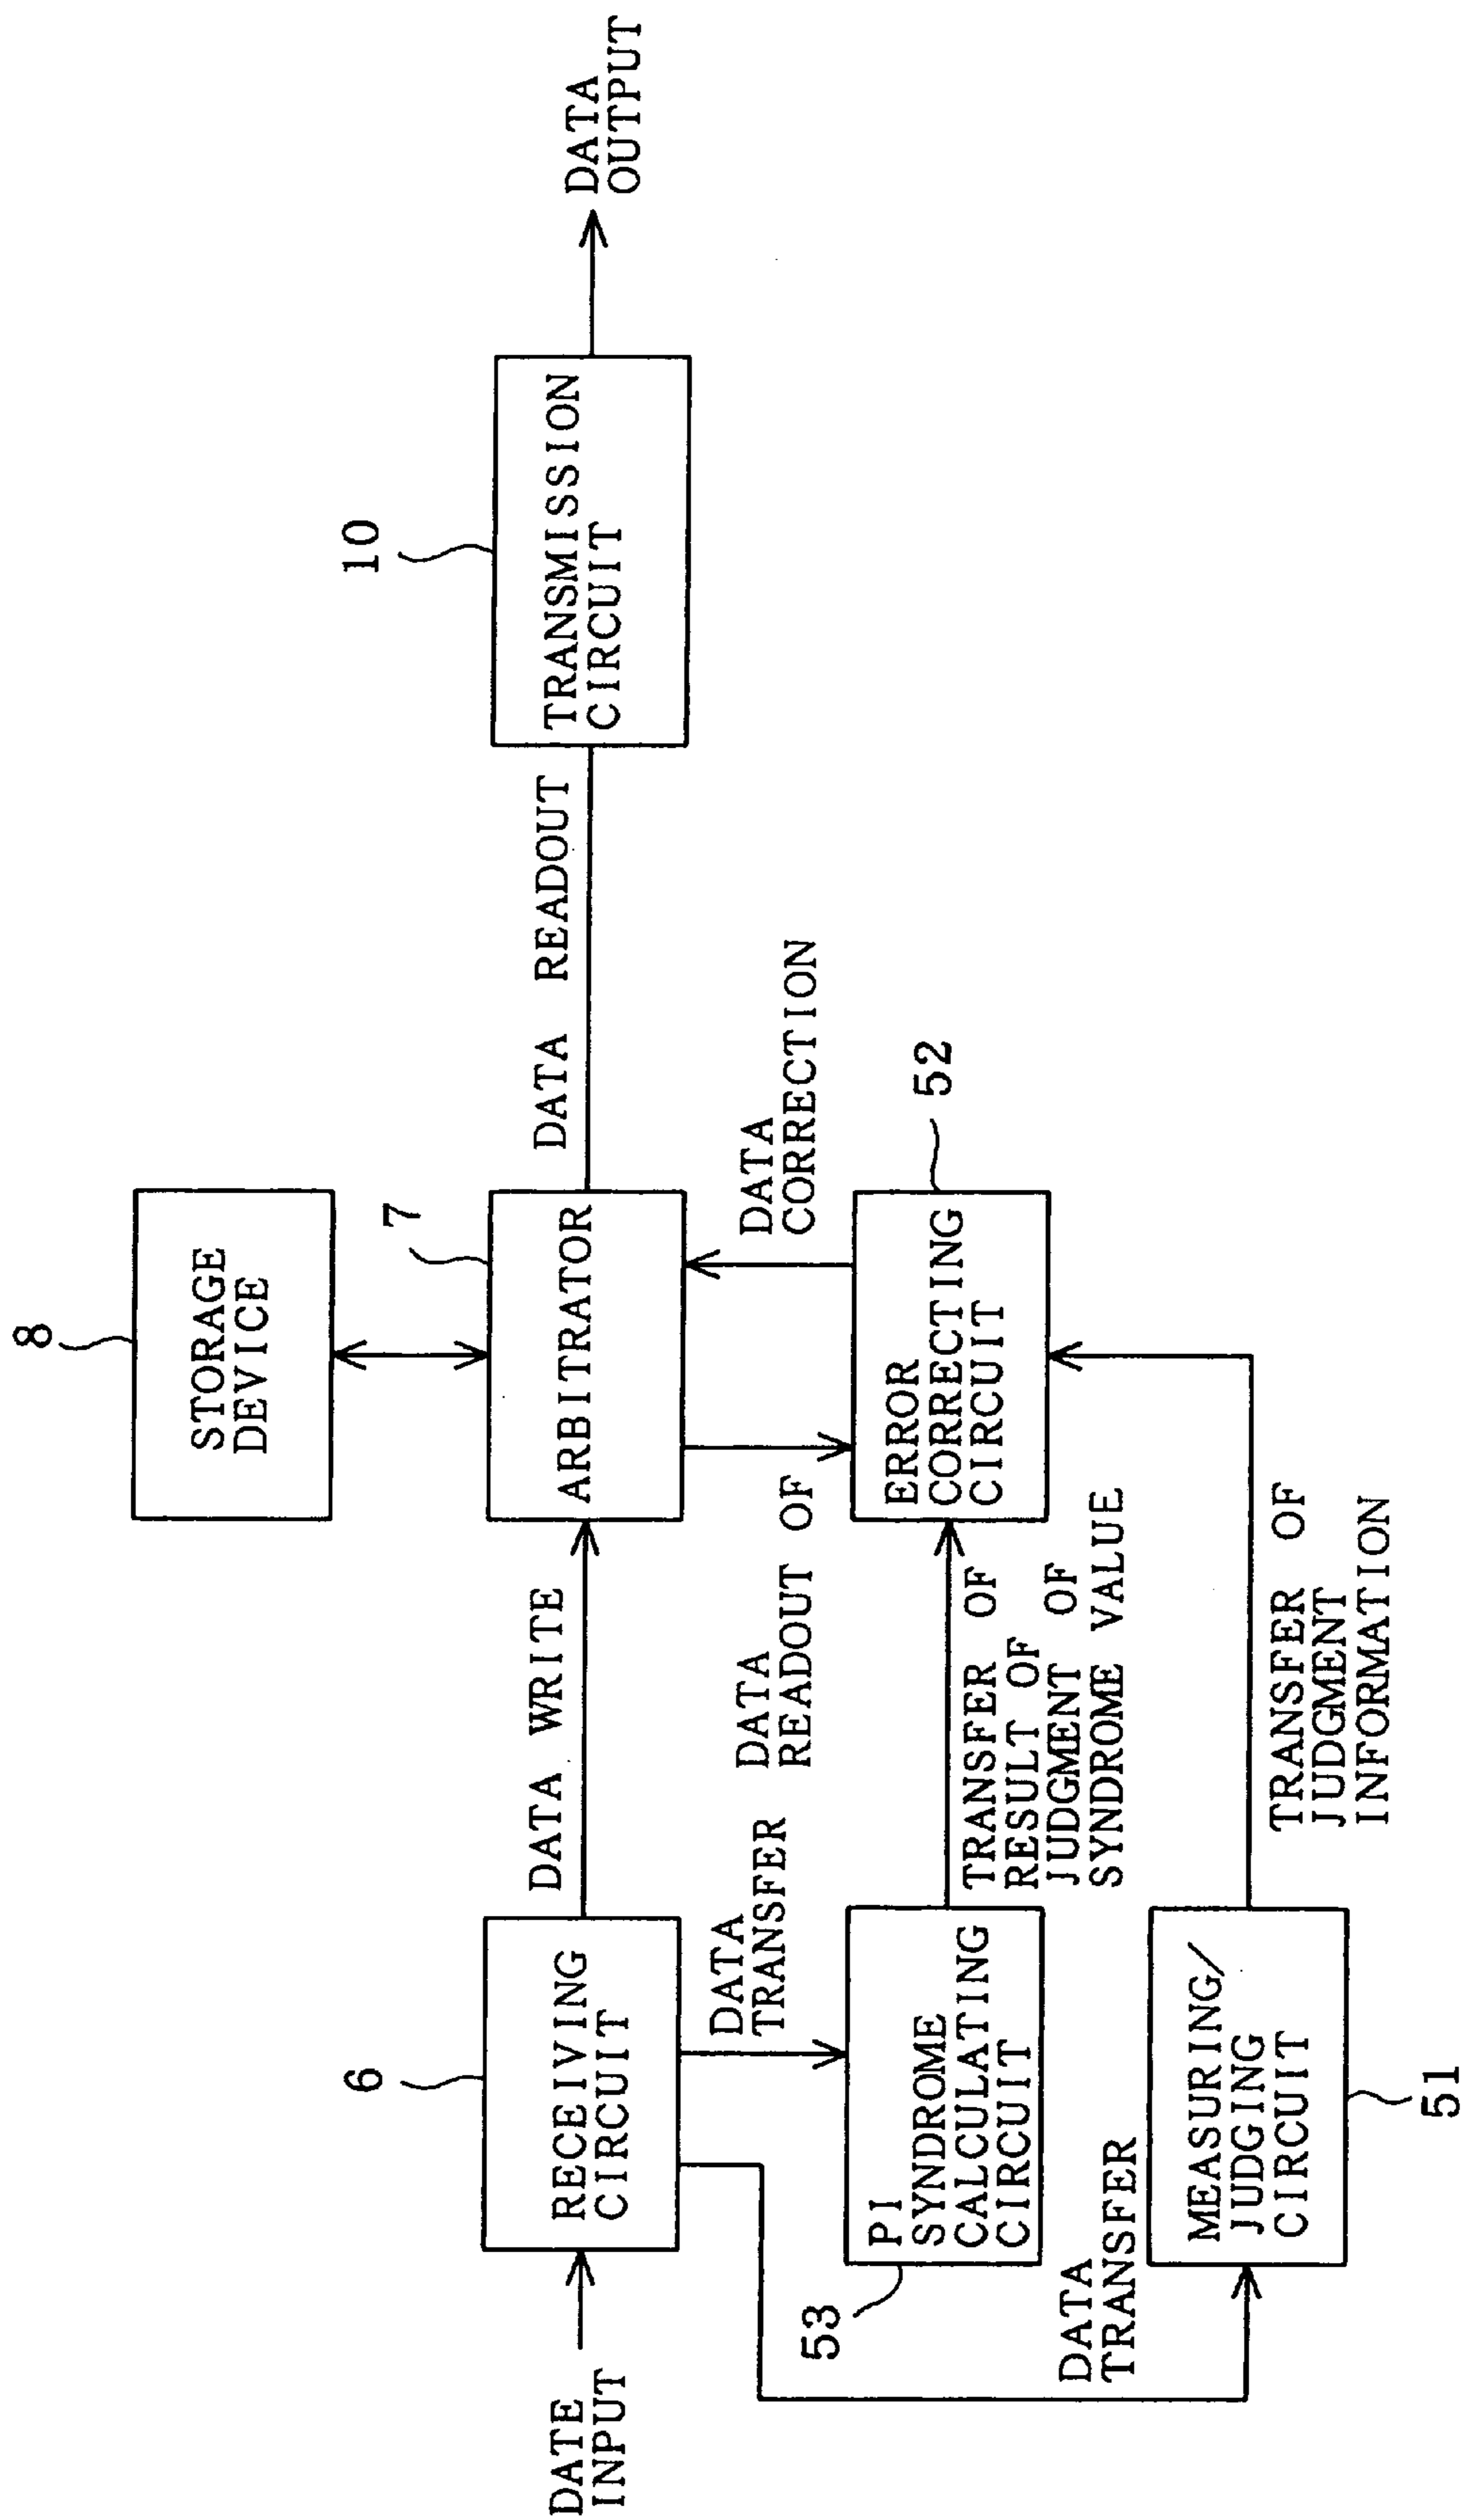 8
STORAGE
DEVICE
DATE
INPUT
6
RECEIVING
CIRCUIT
DATA WRITE
7
ARBITRATOR
DATA READOUT
10
TRANSMISSION
CIRCUIT
DATA
OUTPUT
DATA
TRANSFER
DATA
READOUT OF
DATA
CORRECTION
53
PI
SYNDROME
CALCULATING
CIRCUIT
TRANSFER OF
RESULT OF
JUDGMENT OF
SYNDROME VALUE
ERROR
CORRECTING
CIRCUIT
52
DATA
TRANSFER
MEASURING/
JUDGING
CIRCUIT
51
TRANSFER OF
JUDGMENT
INFORMATION